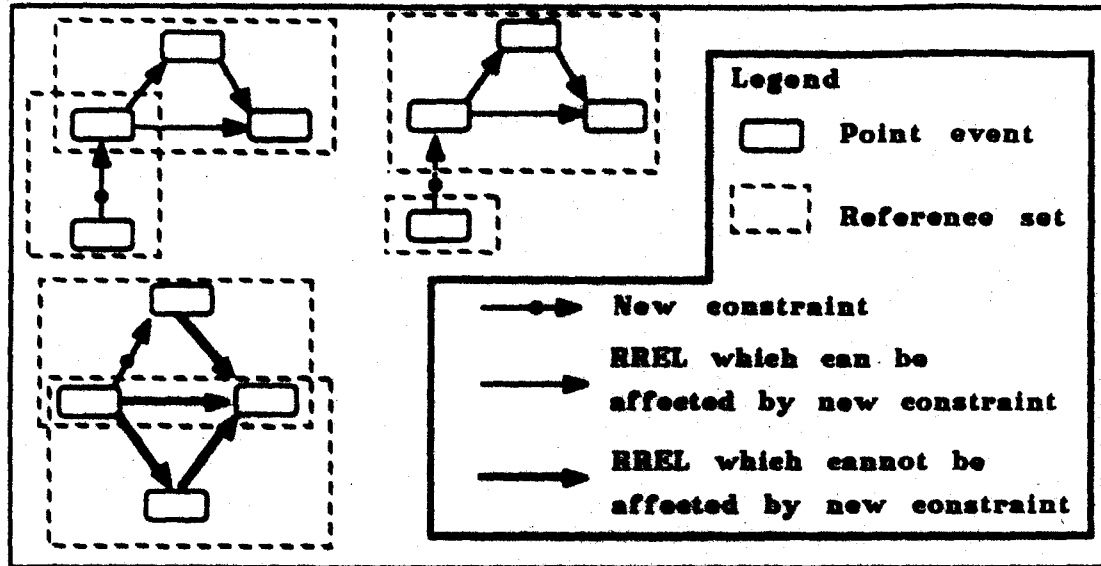 Legend
Point event
Reference set
New constraint
RREL which can be
affected by new constraint
RREL which cannot be
affected by new constraint